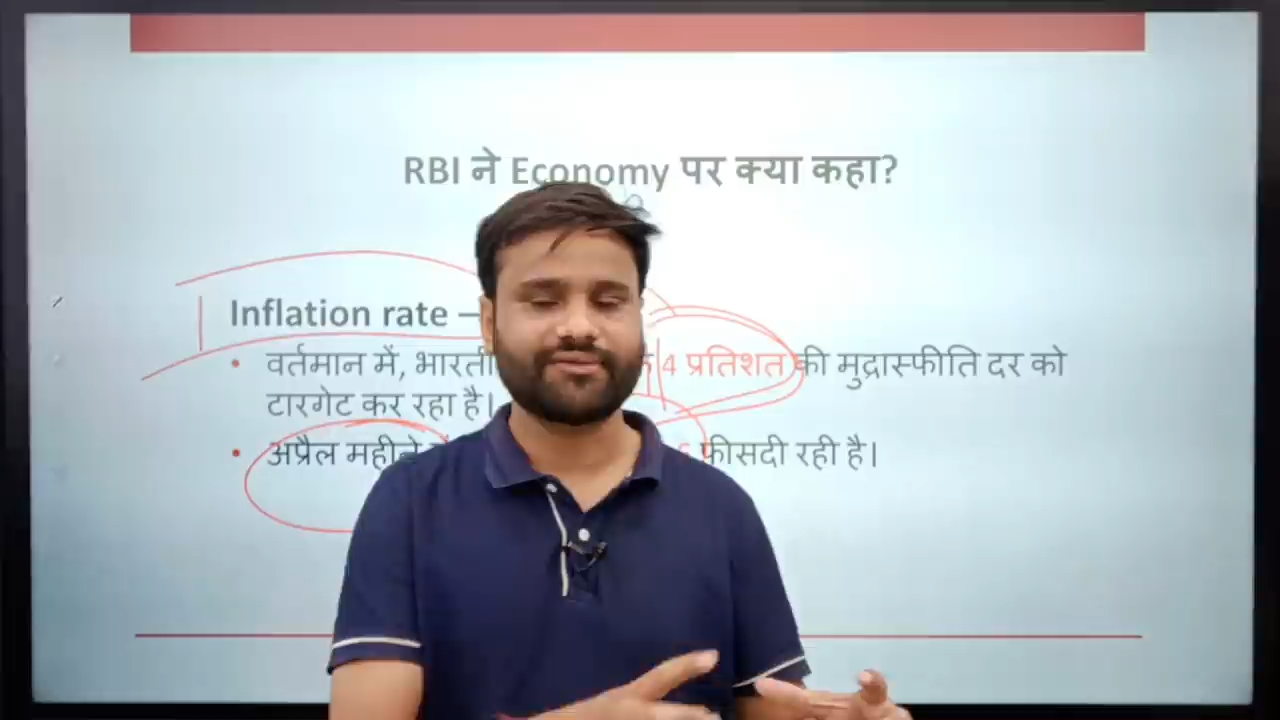 RBI ने Economy पर क्या कहा?
Inflation rate –
वर्तमान में, 4 प्रतिशत की मुद्रास्फीति दर को
टारगेट कर रहा है।
अप्रैल महीने फीसदी रही है।